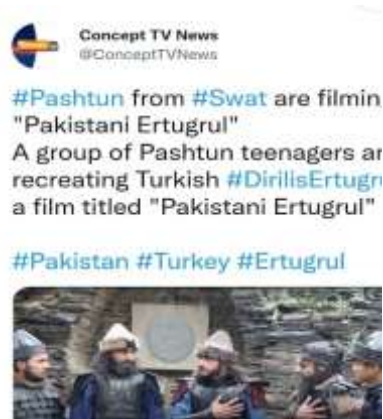 Concept TV News
@ConceptTVNews
#Pashtun from #Swat are filmin
"Pakistani Ertugrul"
A group of Pashtun teenagers ar
recreating Turkish #DirilisErtugru
a film titled "Pakistani Ertugrul"
#Pakistan #Turkey #Ertugrul